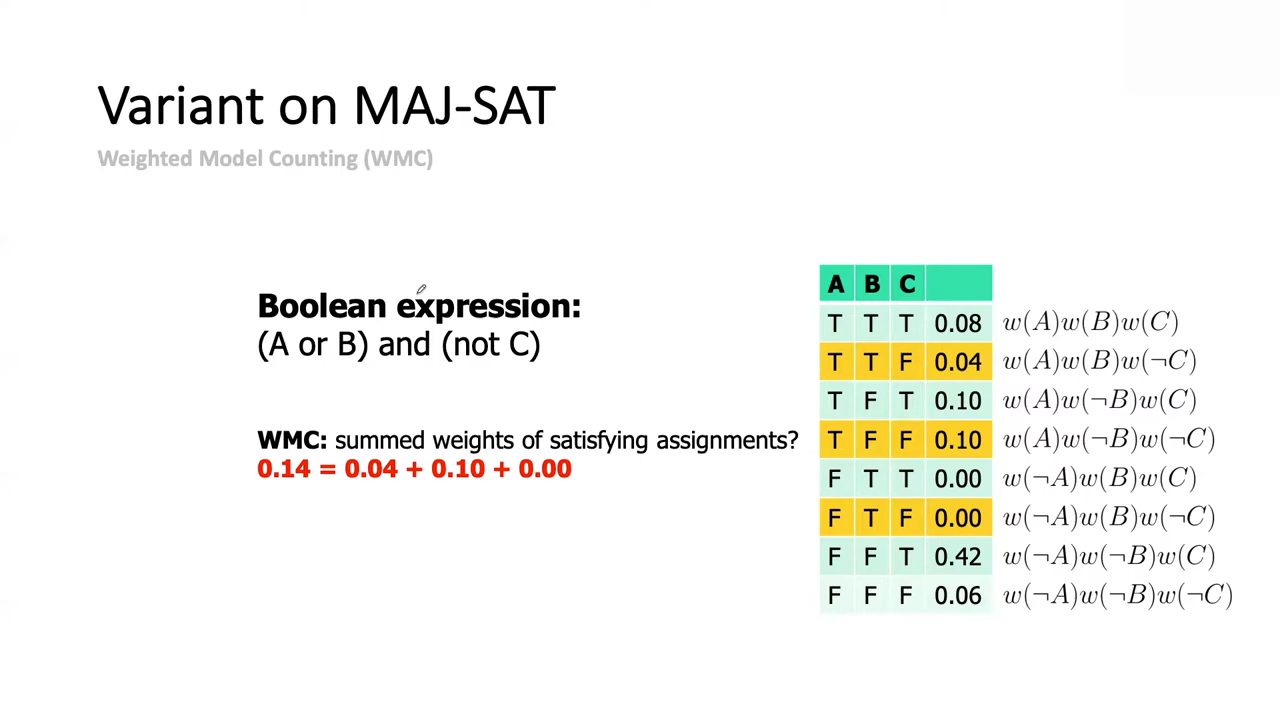 Variant on MAJ-SAT
Weighted Model Counting (WMC)
Boolean expression:
(A or B) and (not C)
WMC: summed weights of satisfying assignments?
0.14 = 0.04 + 0.10 + 0.00
A B C
T T T 0.08 w(A)w(B)w(C)
T T F 0.04 w(A)w(B)w(¬C)
T F T 0.10 w(A)w(¬B)w(C)
T F F 0.10 w(A)w(¬B)w(¬C)
F T T 0.00 w(¬A)w(B)w(C)
F T F 0.00 w(¬A)w(B)w(¬C)
F F T 0.42 w(¬A)w(¬B)w(C)
F F F 0.06 w(¬A)w(¬B)w(¬C)